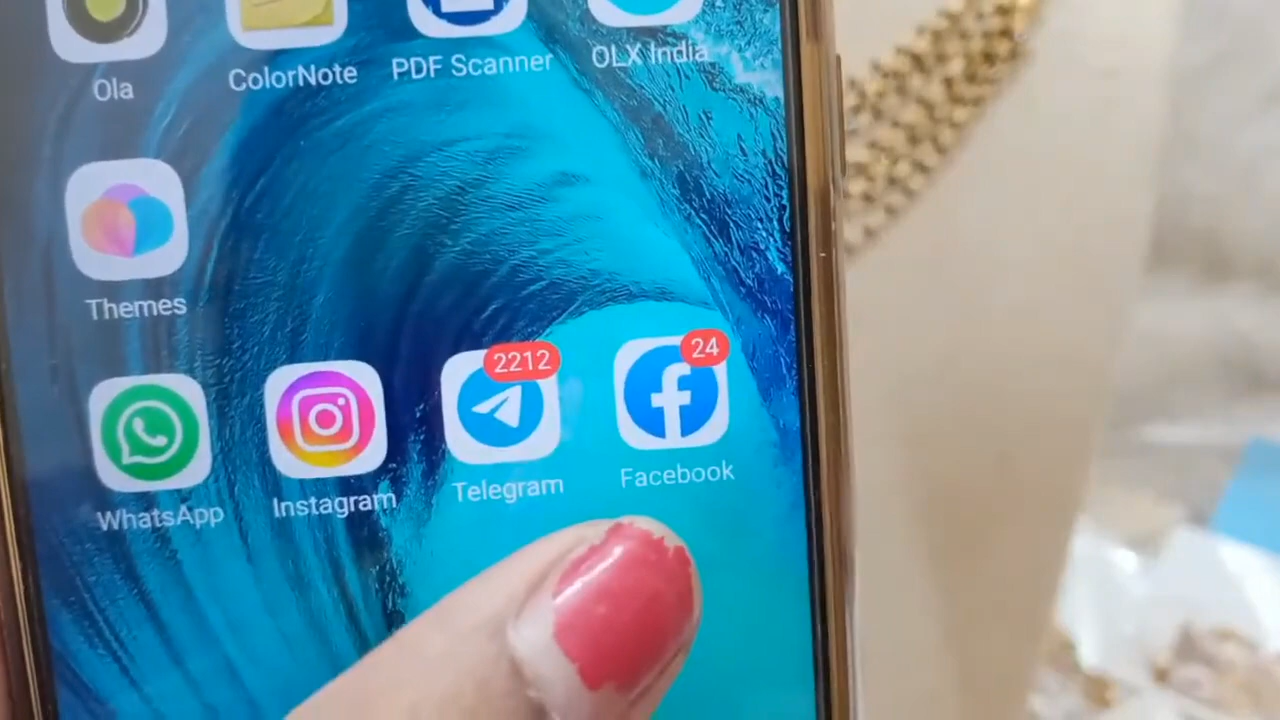 Ola
ColorNote
PDF Scanner
OLX India
Themes
2212
24
WhatsApp
Instagram
Telegram
Facebook